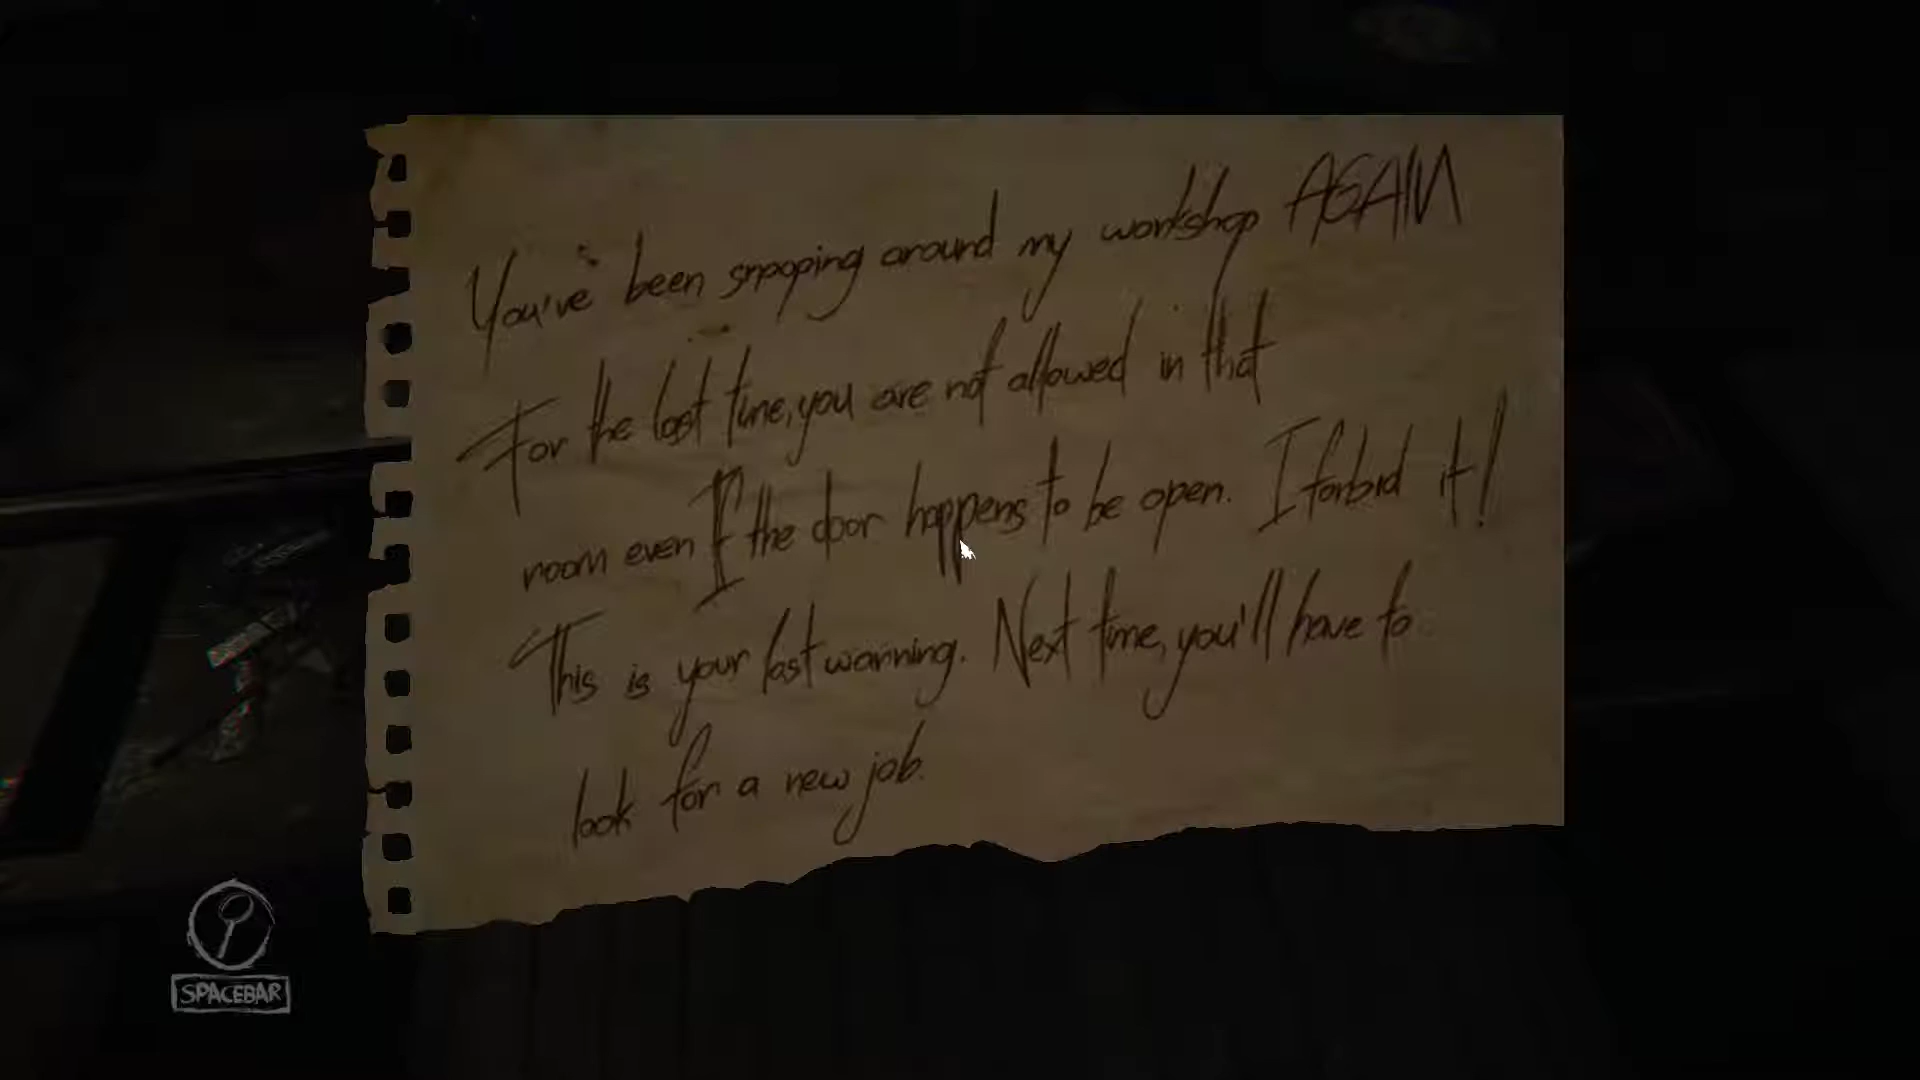 You've been snooping around my workshop AGAIN
For the last time, you are not allowed in that
room even If the door happens to be open. I forbid it!
This is your last warning. Next time, you'll have to
look for a new job.
SPACEBAR